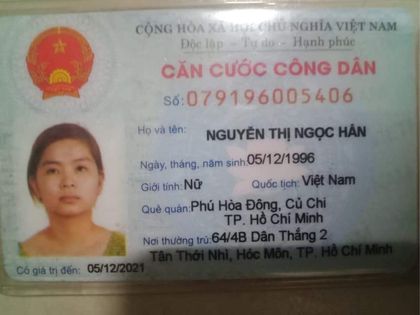 CỘNG HÒA XÃ HỘI CHỦ NGHĨA VIỆT NAM
Độc lập - Tự do - Hạnh phúc
CĂN CƯỚC CÔNG DÂN
Số: 079196005406
Họ và tên: NGUYỄN THỊ NGỌC HÂN
Ngày, tháng, năm sinh: 05/12/1996
Giới tính: Nữ Quốc tịch: Việt Nam
Quê quán: Phú Hòa Đông, Củ Chi
TP. Hồ Chí Minh
Nơi thường trú: 64/4B Dân Thắng 2
Tân Thới Nhì, Hóc Môn, TP. Hồ Chí Minh
Có giá trị đến: 05/12/2021